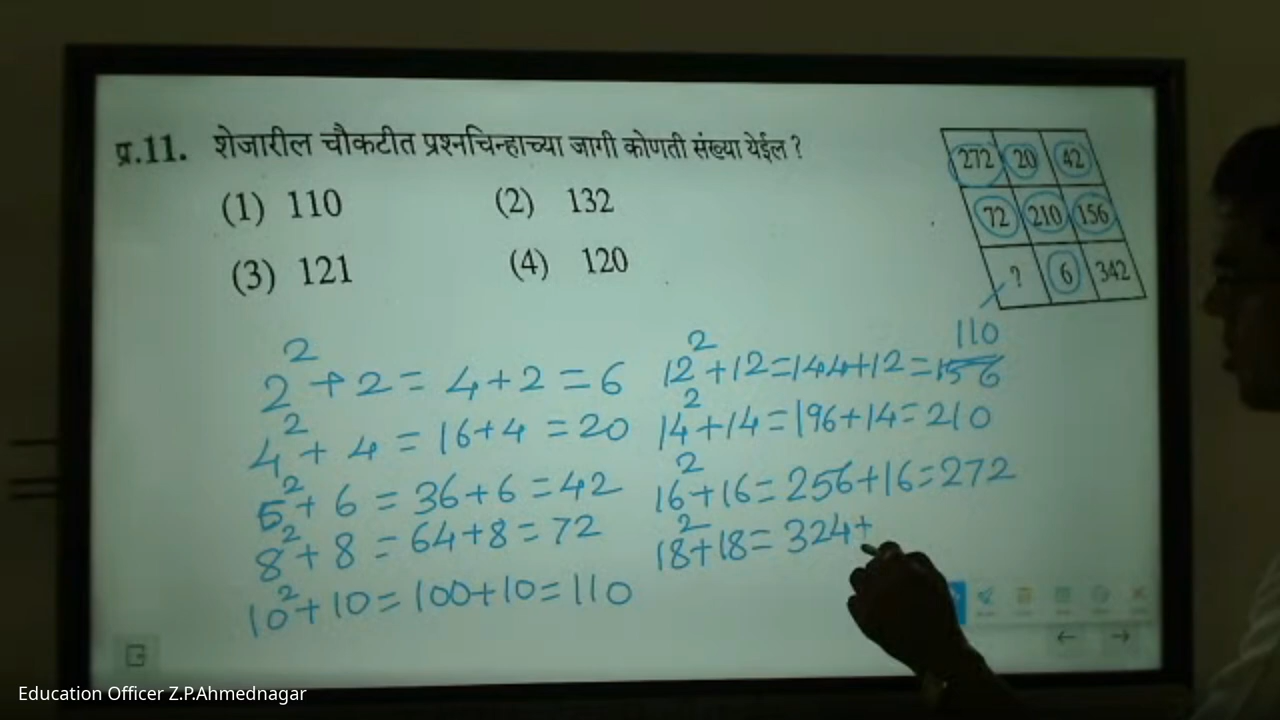 प्र.11. शेजारील चौकटीत प्रश्नचिन्हाच्या जागी कोणती संख्या येईल ?
(1) 110 (2) 132
(3) 121 (4) 120
272 20 42
72 210 156
? 6 342
110
2² + 2 = 4+2 = 6
4² + 4 = 16+4 = 20
6² + 6 = 36+6 = 42
8² + 8 = 64+8 = 72
10² + 10 = 100+10 = 110
12² + 12 = 144+12 = 156
14² + 14 = 196+14 = 210
16² + 16 = 256+16 = 272
18² + 18 = 324+
Education Officer Z.P.Ahmednagar